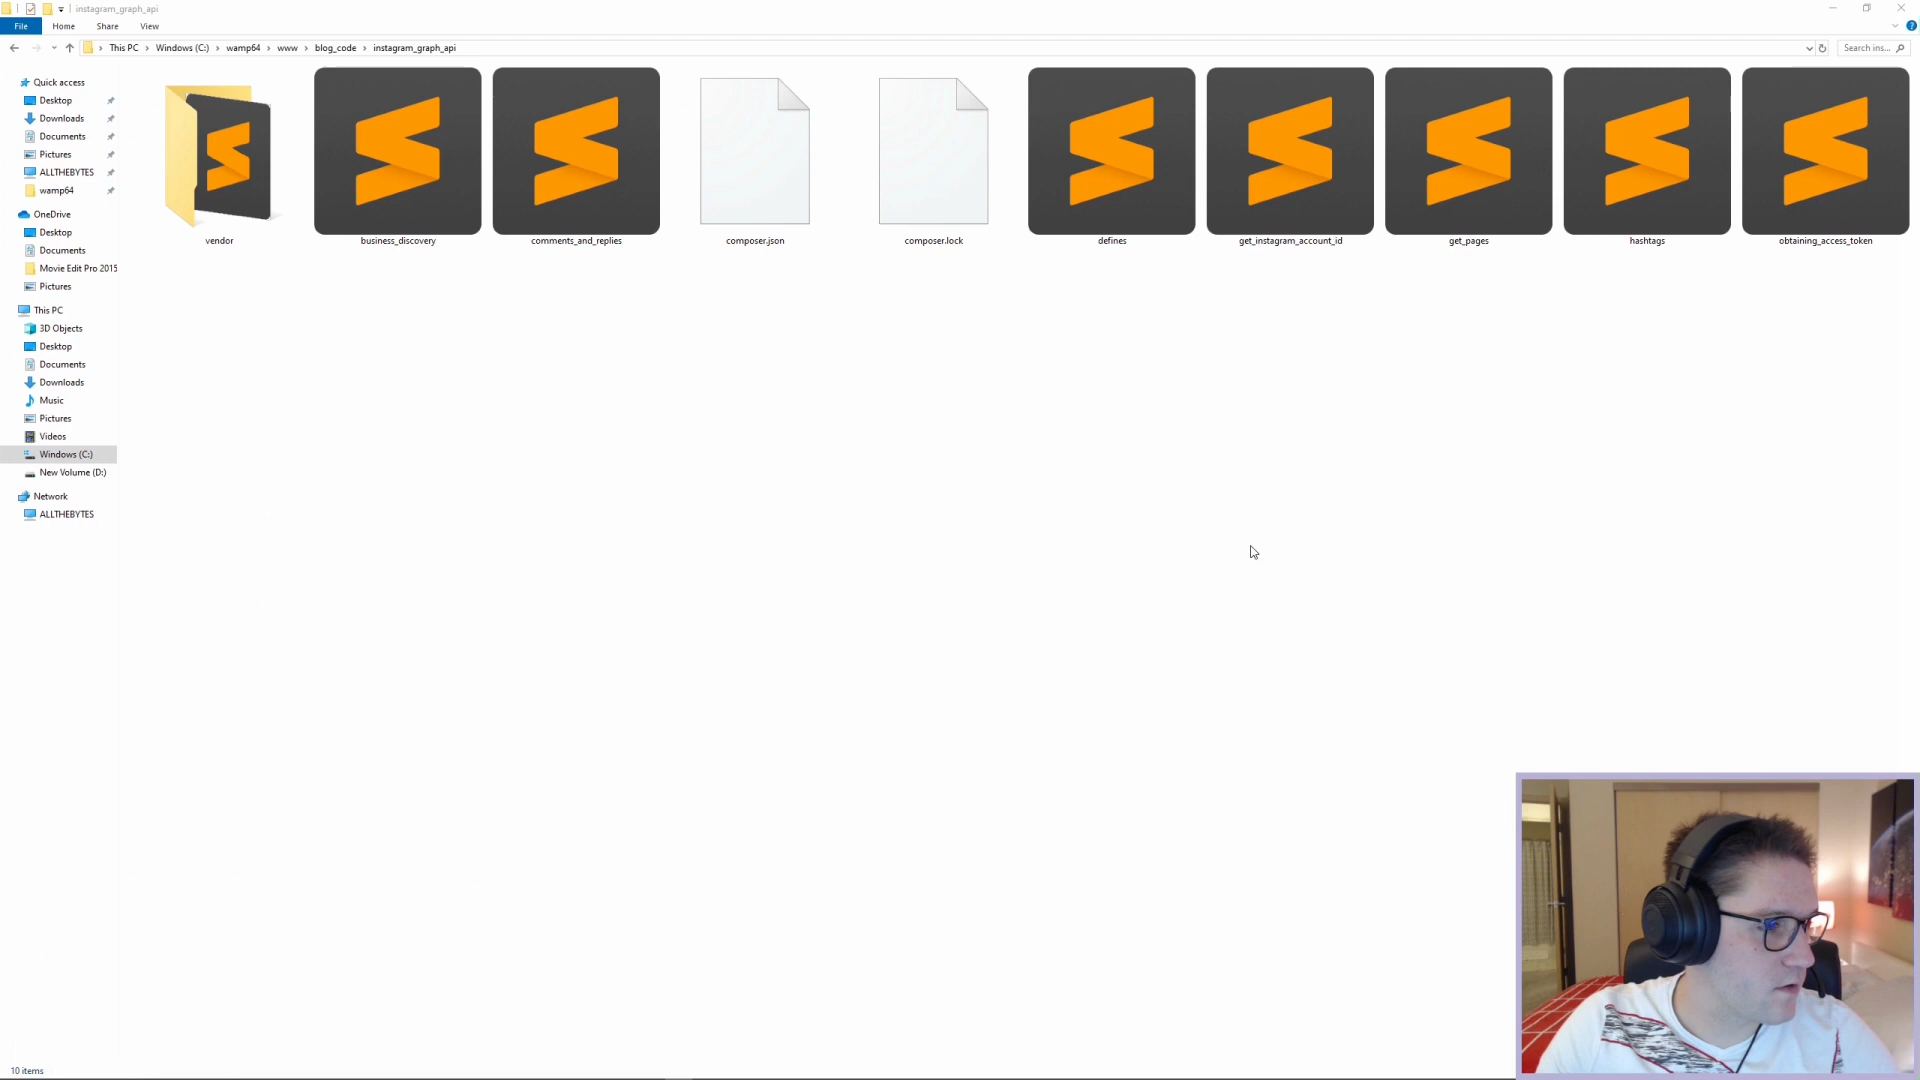 instagram_graph_api
File Home Share View
This PC > Windows (C:) > wamp64 > www > blog_code > instagram_graph_api
Search ins...
Quick access
Desktop
Downloads
Documents
Pictures
ALLTHEBYTES
wamp64
OneDrive
Desktop
Documents
Movie Edit Pro 2015
Pictures
This PC
3D Objects
Desktop
Documents
Downloads
Music
Pictures
Videos
Windows (C:)
New Volume (D:)
Network
ALLTHEBYTES
vendor
business_discovery
comments_and_replies
composer.json
composer.lock
defines
get_instagram_account_id
get_pages
hashtags
obtaining_access_token
10 items